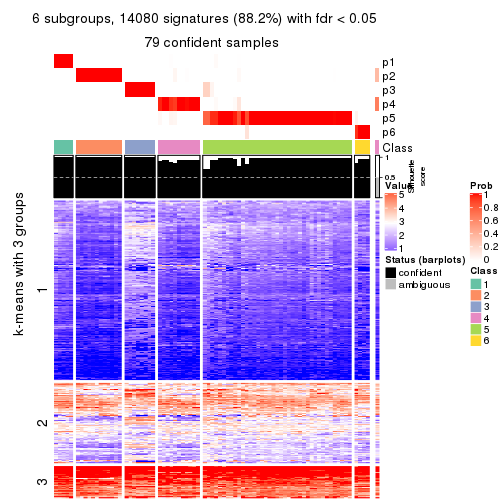 6 subgroups, 14080 signatures (88.2%) with fdr < 0.05
79 confident samples
p1
p2
p3
p4
p5
p6
Class
1
0.5
Silhouette
score
k-means with 3 groups
1
2
3
Value
5
4
3
2
1
Status (barplots)
confident
ambiguous
Prob
1
0.8
0.6
0.4
0.2
0
Class
1
2
3
4
5
6